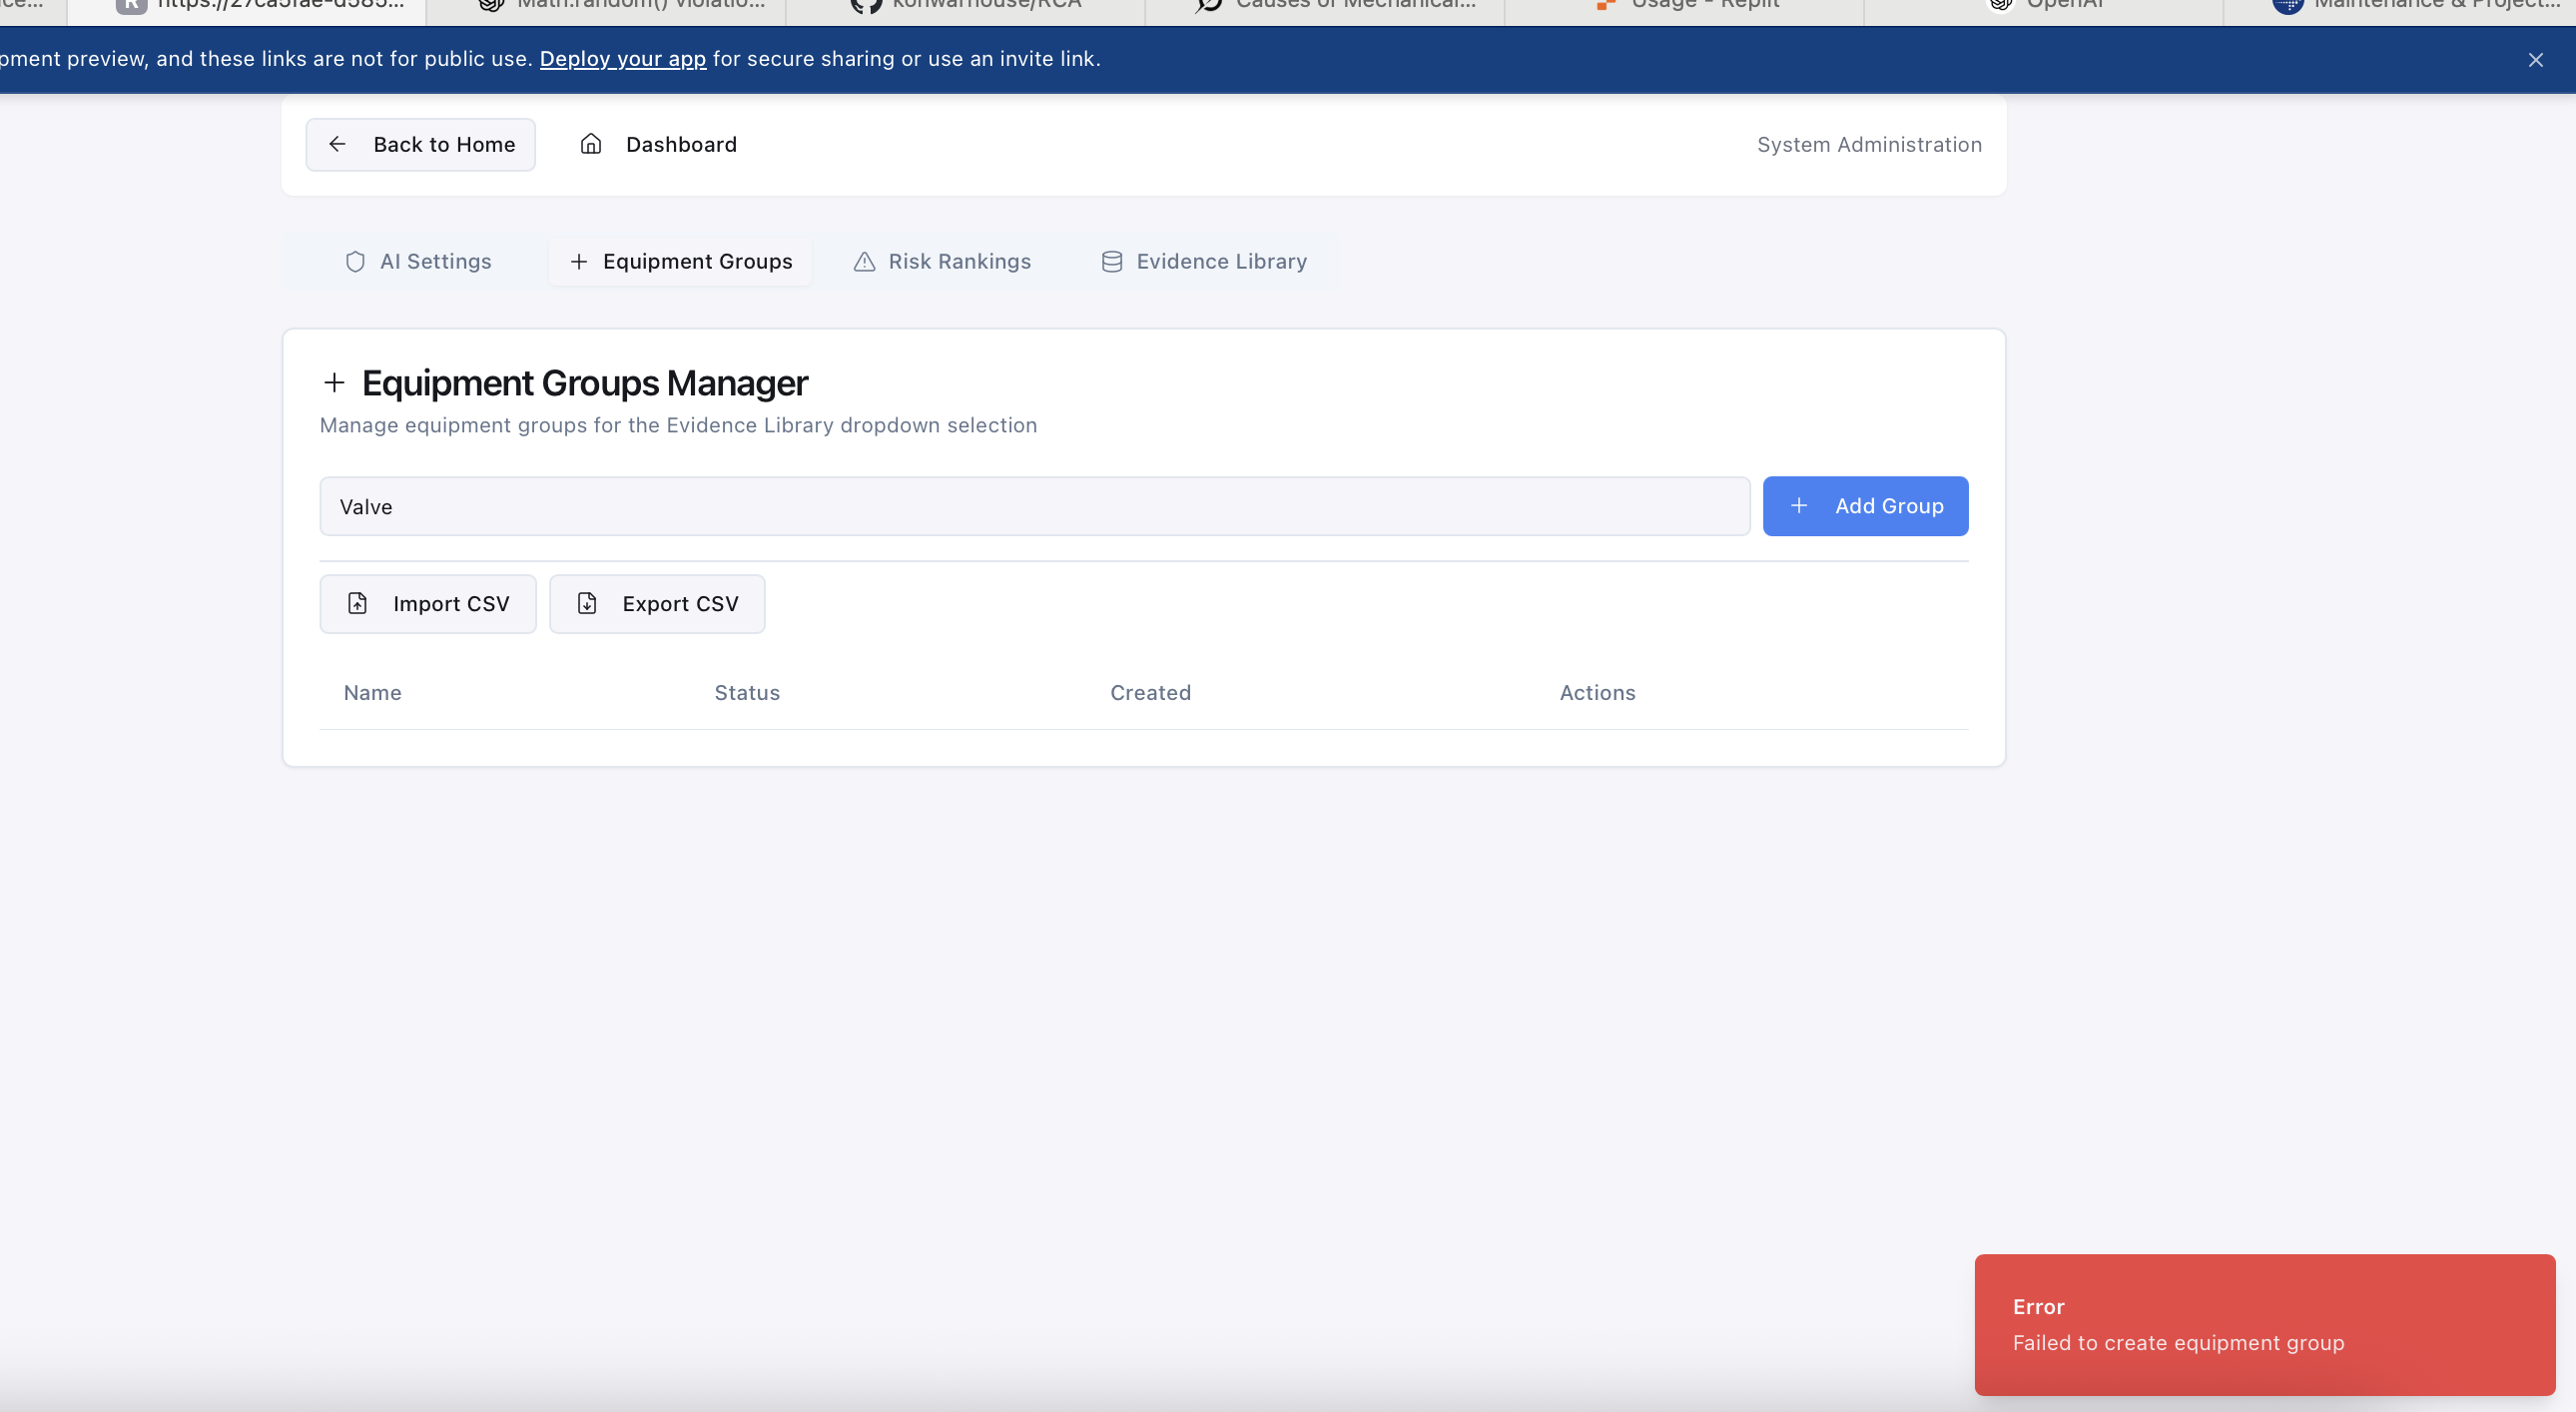 https://27ca5fae-d585...
Math.random() violatio...
konwarhouse/RCA
Causes of Mechanical...
Usage - Replit
OpenAI
Maintenance & Project...
pment preview, and these links are not for public use. Deploy your app for secure sharing or use an invite link.
Back to Home
Dashboard
System Administration
AI Settings
Equipment Groups
Risk Rankings
Evidence Library
Equipment Groups Manager
Manage equipment groups for the Evidence Library dropdown selection
Valve
Add Group
Import CSV
Export CSV
Name Status Created Actions
Error
Failed to create equipment group